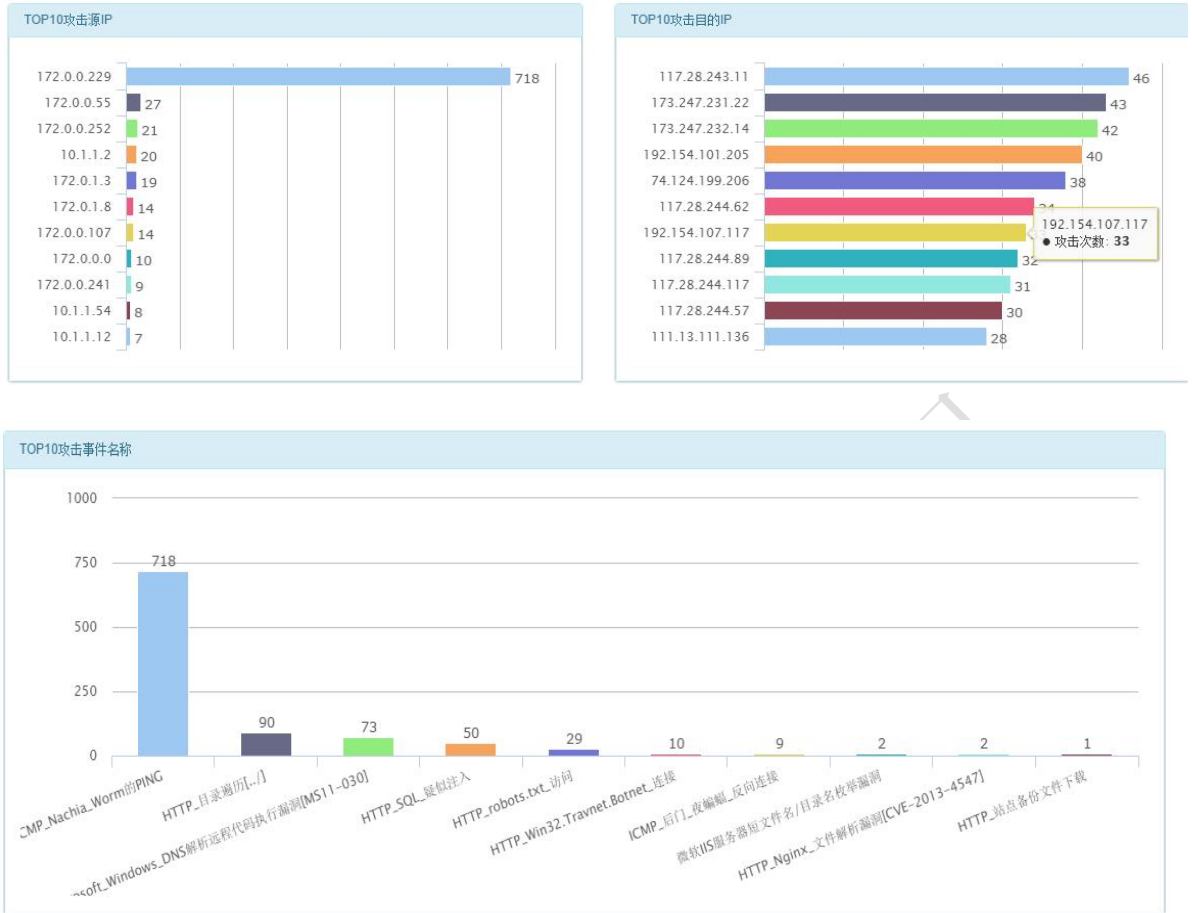 TOP10攻击源IP
172.0.0.229 718
172.0.0.55 27
172.0.0.252 21
10.1.1.2 20
172.0.1.3 19
172.0.1.8 14
172.0.0.107 14
172.0.0.0 10
172.0.0.241 9
10.1.1.54 8
10.1.1.12 7
TOP10攻击目的IP
117.28.243.11 46
173.247.231.22 43
173.247.232.14 42
192.154.101.205 40
74.124.199.206 38
117.28.244.62 34
192.154.107.117
192.154.107.117
● 攻击次数: 33
117.28.244.89 32
117.28.244.117 31
117.28.244.57 30
111.13.111.136 28
TOP10攻击事件名称
1000
750
500
250
0
718
90
73
50
29
10
9
2
2
1
CMP_Nachia_Worm的PING
HTTP_目录遍历[../]
osoft_Windows_DNS解析远程代码执行漏洞[MS11-030]
HTTP_SQL_疑似注入
HTTP_robots.txt_访问
HTTP_Win32.Travnet.Botnet_连接
ICMP_后门_夜蝙蝠_反向连接
微软IIS服务器短文件名/目录名枚举漏洞
HTTP_Nginx_文件解析漏洞[CVE-2013-4547]
HTTP_站点备份文件下载